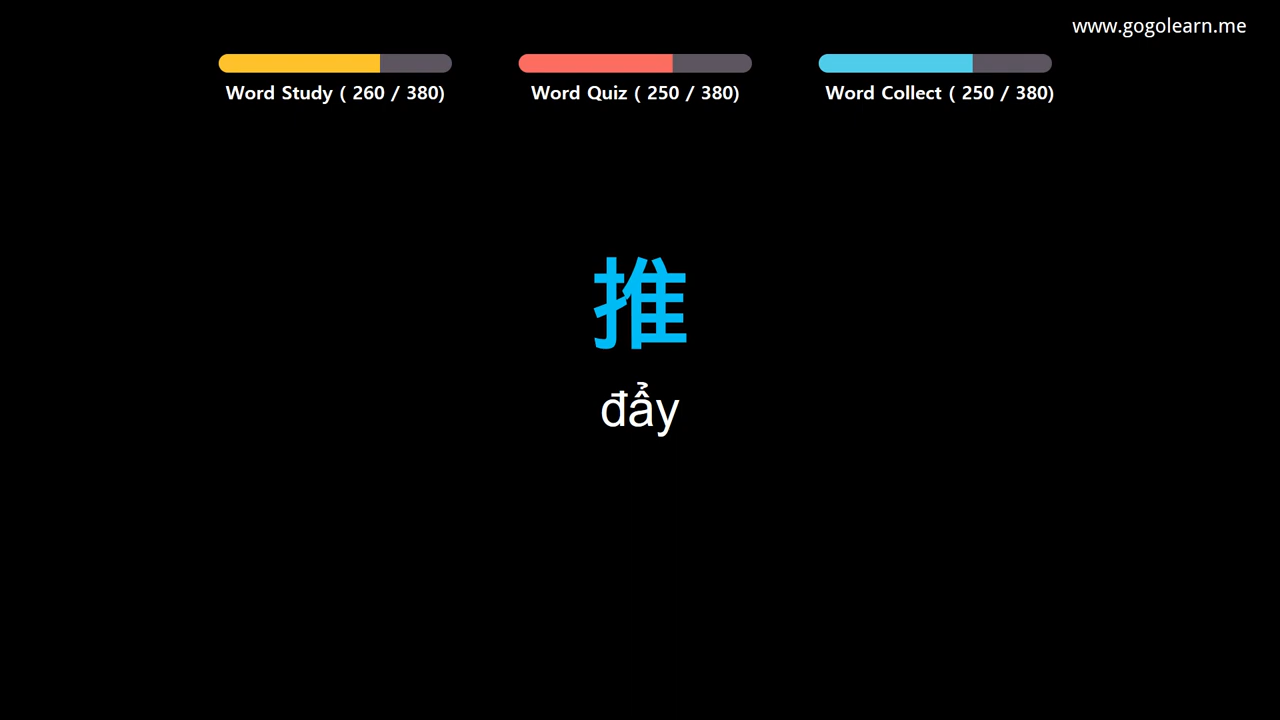 www.gogolearn.me
Word Study ( 260 / 380)
Word Quiz ( 250 / 380)
Word Collect ( 250 / 380)
推
đẩy